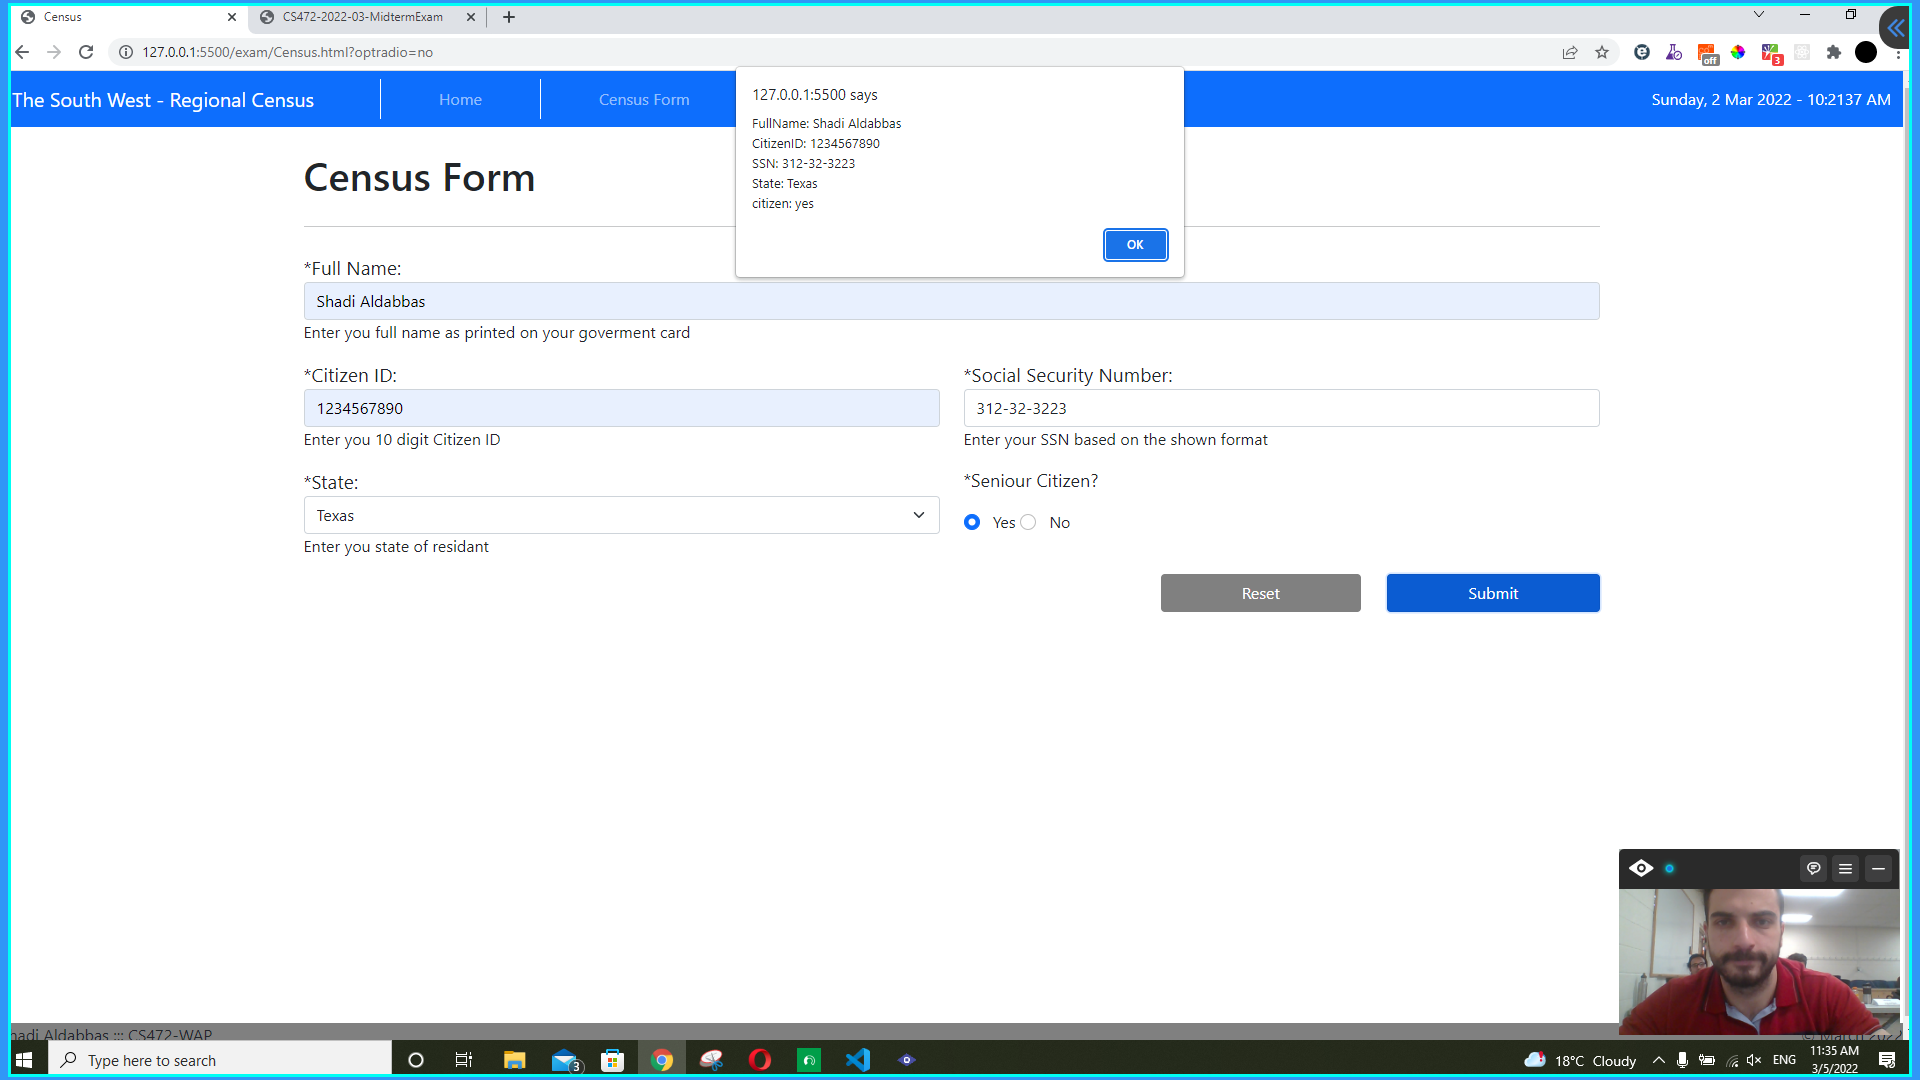 Census
CS472-2022-03-MidtermExam
127.0.0.1:5500/exam/Census.html?optradio=no
off
3
The South West - Regional Census
Home
Census Form
Sunday, 2 Mar 2022 - 10:2137 AM
127.0.0.1:5500 says
FullName: Shadi Aldabbas
CitizenID: 1234567890
SSN: 312-32-3223
State: Texas
citizen: yes
OK
Census Form
*Full Name:
Shadi Aldabbas
Enter you full name as printed on your goverment card
*Citizen ID:
*Social Security Number:
1234567890
312-32-3223
Enter you 10 digit Citizen ID
Enter your SSN based on the shown format
*State:
*Seniour Citizen?
Texas
Yes
No
Enter you state of residant
Reset
Submit
hadi Aldabbas ::: CS472-WAP
© March 2022
Type here to search
3
18°C Cloudy
ENG
11:35 AM
3/5/2022